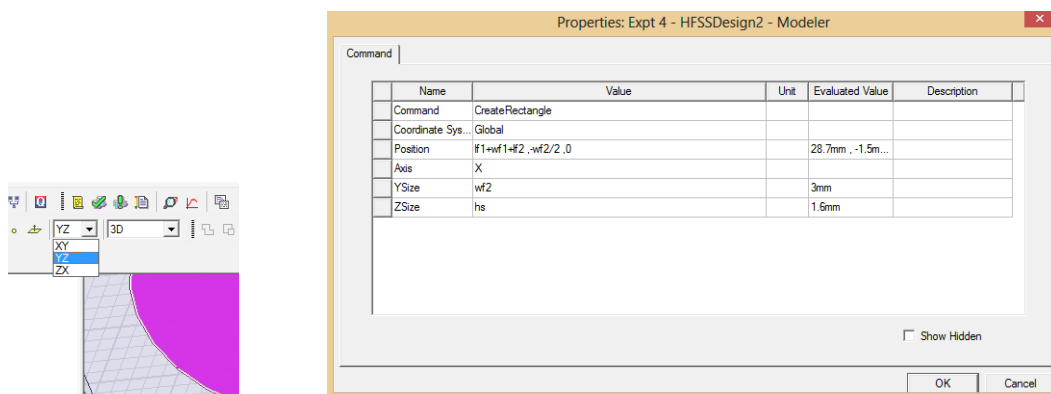 Properties: Expt 4 - HFSSDesign2 - Modeler
Command
Name Value Unit Evaluated Value Description
Command CreateRectangle
Coordinate Sys... Global
Position lf1+wf1+lf2 ,-wf2/2 ,0 28.7mm , -1.5m...
Axis X
YSize wf2 3mm
ZSize hs 1.6mm
Show Hidden
OK Cancel
YZ 3D
XY
YZ
ZX